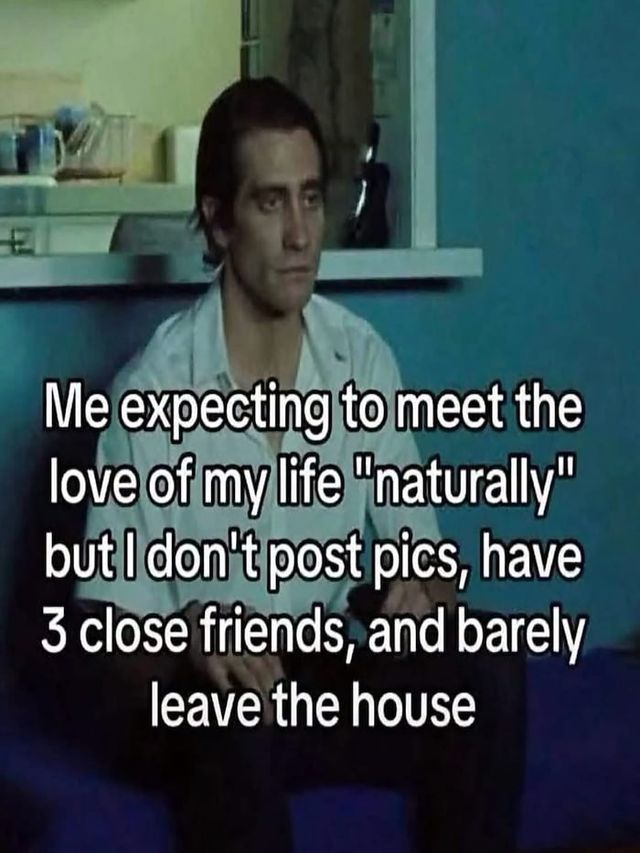 Me expecting to meet the
love of my life "naturally"
but I don't post pics, have
3 close friends, and barely
leave the house